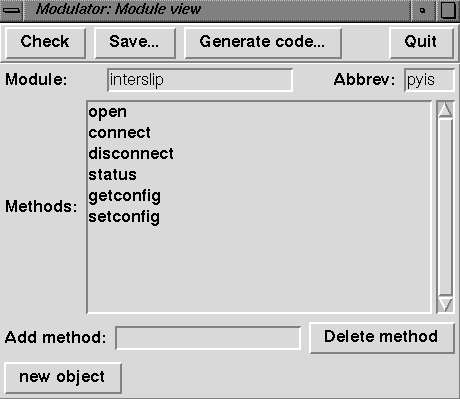 Modulator: Module view
Check Save... Generate code... Quit
Module: interslip Abbrev: pyis
open
connect
disconnect
status
getconfig
setconfig
Methods:
Add method: Delete method
new object